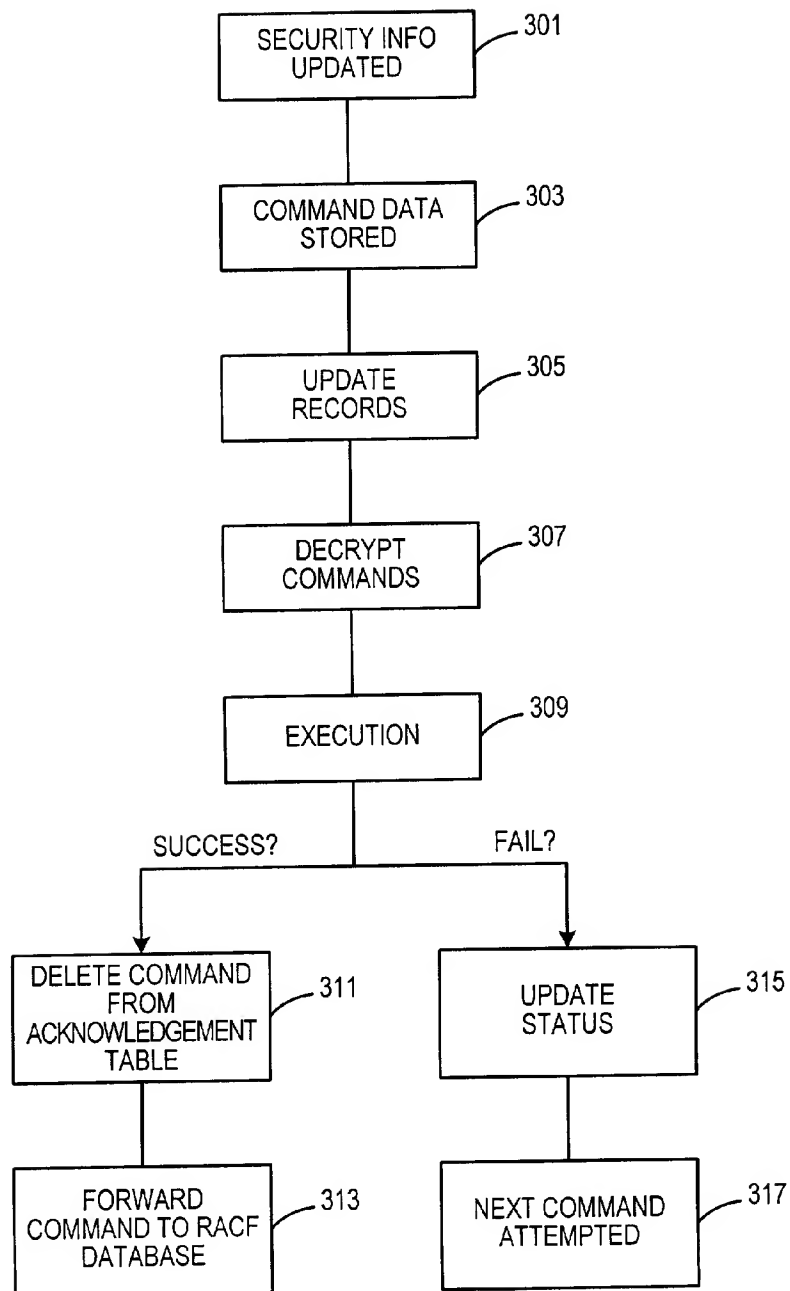 SECURITY INFO
UPDATED
301
COMMAND DATA
STORED
303
UPDATE
RECORDS
305
DECRYPT
COMMANDS
307
EXECUTION
309
SUCCESS?
FAIL?
DELETE COMMAND
FROM
ACKNOWLEDGEMENT
TABLE
311
UPDATE
STATUS
315
FORWARD
COMMAND TO RACF
DATABASE
313
NEXT COMMAND
ATTEMPTED
317